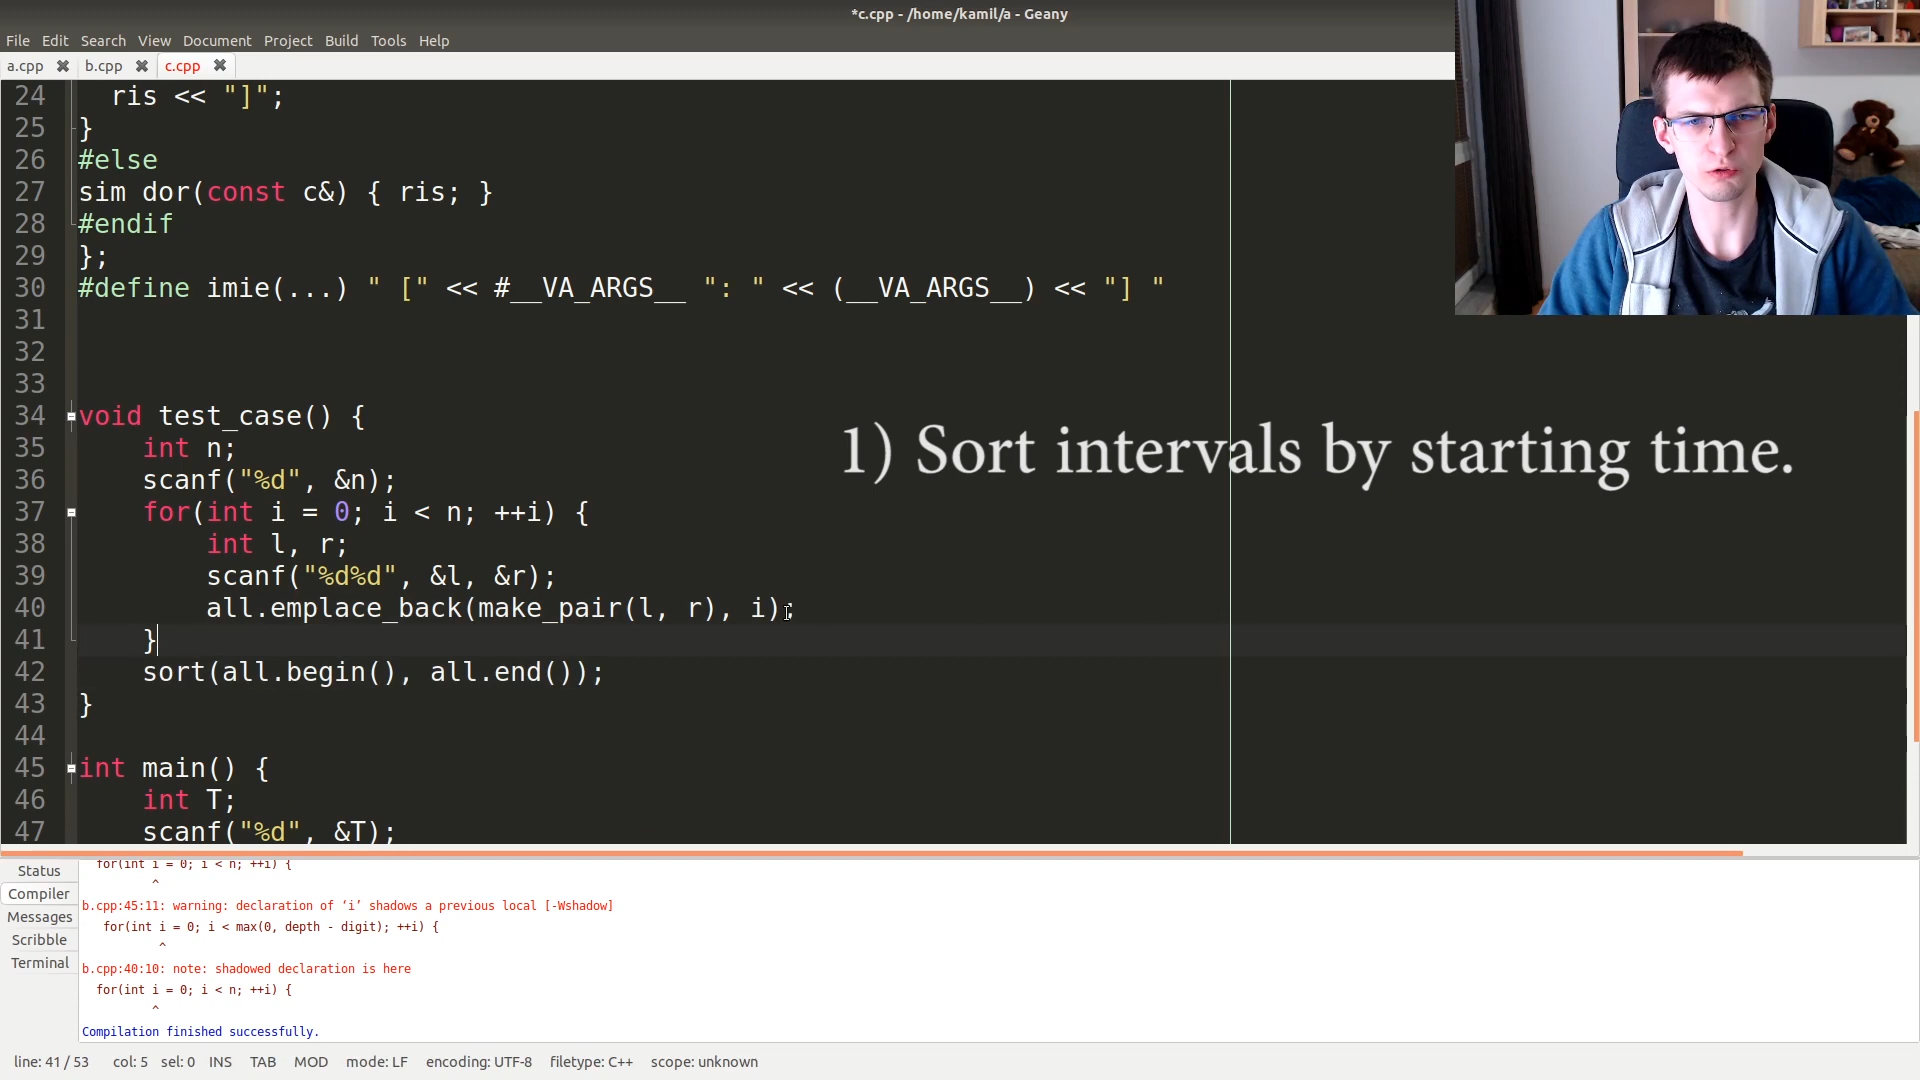 *c.cpp - /home/kamil/a - Geany
File Edit Search View Document Project Build Tools Help
a.cpp b.cpp c.cpp
24 ris << "]";
25 }
26 #else
27 sim dor(const c&) { ris; }
28 #endif
29 };
30 #define imie(...) " [" << #__VA_ARGS__ ": " << (__VA_ARGS__) << "] "
31
32
33
34 void test_case() {
35 int n;
36 scanf("%d", &n);
37 for(int i = 0; i < n; ++i) {
38 int l, r;
39 scanf("%d%d", &l, &r);
40 all.emplace_back(make_pair(l, r), i);
41 }
42 sort(all.begin(), all.end());
43 }
44
45 int main() {
46 int T;
47 scanf("%d", &T);
1) Sort intervals by starting time.
Status
Compiler
Messages
Scribble
Terminal
for(int i = 0; i < n; ++i) {
^
b.cpp:45:11: warning: declaration of ‘i’ shadows a previous local [-Wshadow]
for(int i = 0; i < max(0, depth - digit); ++i) {
^
b.cpp:40:10: note: shadowed declaration is here
for(int i = 0; i < n; ++i) {
^
Compilation finished successfully.
line: 41 / 53 col: 5 sel: 0 INS TAB MOD mode: LF encoding: UTF-8 filetype: C++ scope: unknown